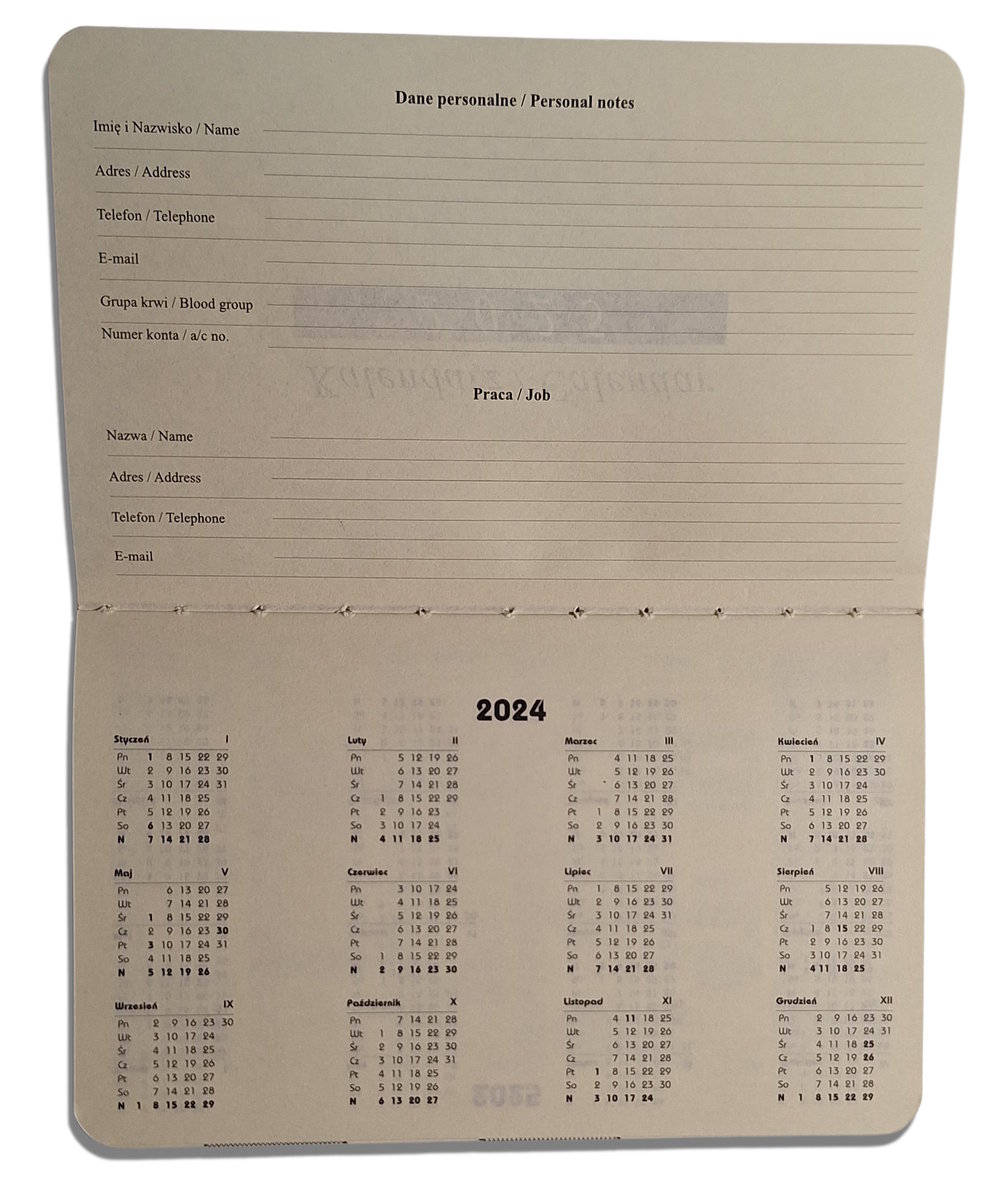 Dane personalne / Personal notes
Imię i Nazwisko / Name
Adres / Address
Telefon / Telephone
E-mail
Grupa krwi / Blood group
Numer konta / a/c no.
Kalendarz / Calendar
Praca / Job
Nazwa / Name
Adres / Address
Telefon / Telephone
E-mail
2024
Styczeń I
Pn 1 8 15 22 29
Wt 2 9 16 23 30
Śr 3 10 17 24 31
Cz 4 11 18 25
Pt 5 12 19 26
So 6 13 20 27
N 7 14 21 28
Luty II
Pn 5 12 19 26
Wt 6 13 20 27
Śr 7 14 21 28
Cz 1 8 15 22 29
Pt 2 9 16 23
So 3 10 17 24
N 4 11 18 25
Marzec III
Pn 4 11 18 25
Wt 5 12 19 26
Śr 6 13 20 27
Cz 7 14 21 28
Pt 1 8 15 22 29
So 2 9 16 23 30
N 3 10 17 24 31
Kwiecień IV
Pn 1 8 15 22 29
Wt 2 9 16 23 30
Śr 3 10 17 24
Cz 4 11 18 25
Pt 5 12 19 26
So 6 13 20 27
N 7 14 21 28
Maj V
Pn 6 13 20 27
Wt 7 14 21 28
Śr 1 8 15 22 29
Cz 2 9 16 23 30
Pt 3 10 17 24 31
So 4 11 18 25
N 5 12 19 26
Czerwiec VI
Pn 3 10 17 24
Wt 4 11 18 25
Śr 5 12 19 26
Cz 6 13 20 27
Pt 7 14 21 28
So 1 8 15 22 29
N 2 9 16 23 30
Lipiec VII
Pn 1 8 15 22 29
Wt 2 9 16 23 30
Śr 3 10 17 24 31
Cz 4 11 18 25
Pt 5 12 19 26
So 6 13 20 27
N 7 14 21 28
Sierpień VIII
Pn 5 12 19 26
Wt 6 13 20 27
Śr 7 14 21 28
Cz 1 8 15 22 29
Pt 2 9 16 23 30
So 3 10 17 24 31
N 4 11 18 25
Wrzesień IX
Pn 2 9 16 23 30
Wt 3 10 17 24
Śr 4 11 18 25
Cz 5 12 19 26
Pt 6 13 20 27
So 7 14 21 28
N 1 8 15 22 29
Październik X
Pn 7 14 21 28
Wt 1 8 15 22 29
Śr 2 9 16 23 30
Cz 3 10 17 24 31
Pt 4 11 18 25
So 5 12 19 26
N 6 13 20 27
Listopad XI
Pn 4 11 18 25
Wt 5 12 19 26
Śr 6 13 20 27
Cz 7 14 21 28
Pt 1 8 15 22 29
So 2 9 16 23 30
N 3 10 17 24
Grudzień XII
Pn 2 9 16 23 30
Wt 3 10 17 24 31
Śr 4 11 18 25
Cz 5 12 19 26
Pt 6 13 20 27
So 7 14 21 28
N 1 8 15 22 29
2025